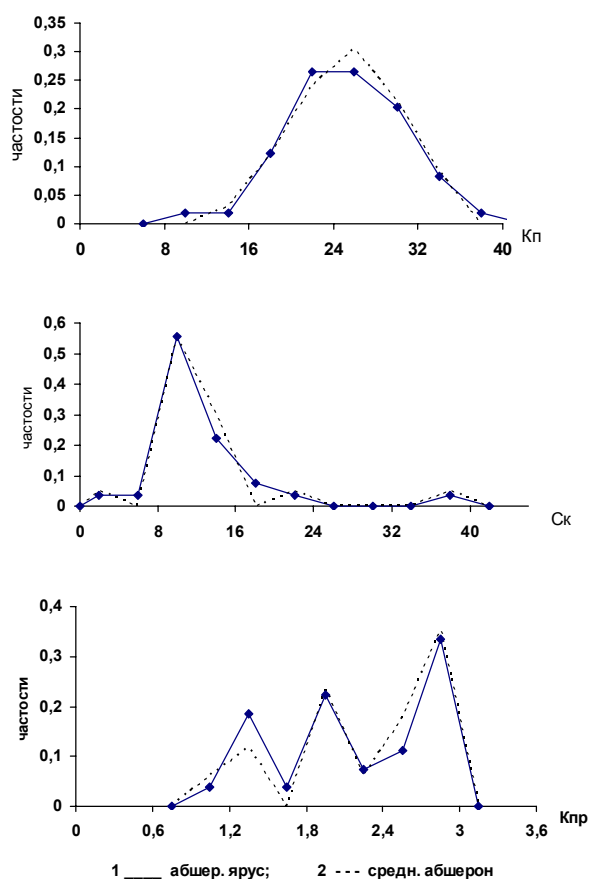 0,35
0,3
0,25
0,2
0,15
0,1
0,05
0
частости
0 8 16 24 32 40
Кп
0,6
0,5
0,4
0,3
0,2
0,1
0
частости
0 8 16 24 32 40
Ск
0,4
0,3
0,2
0,1
0
частости
0 0,6 1,2 1,8 2,4 3 3,6
Кпр
1 ____ абшер. ярус; 2 - - - средн. абшерон